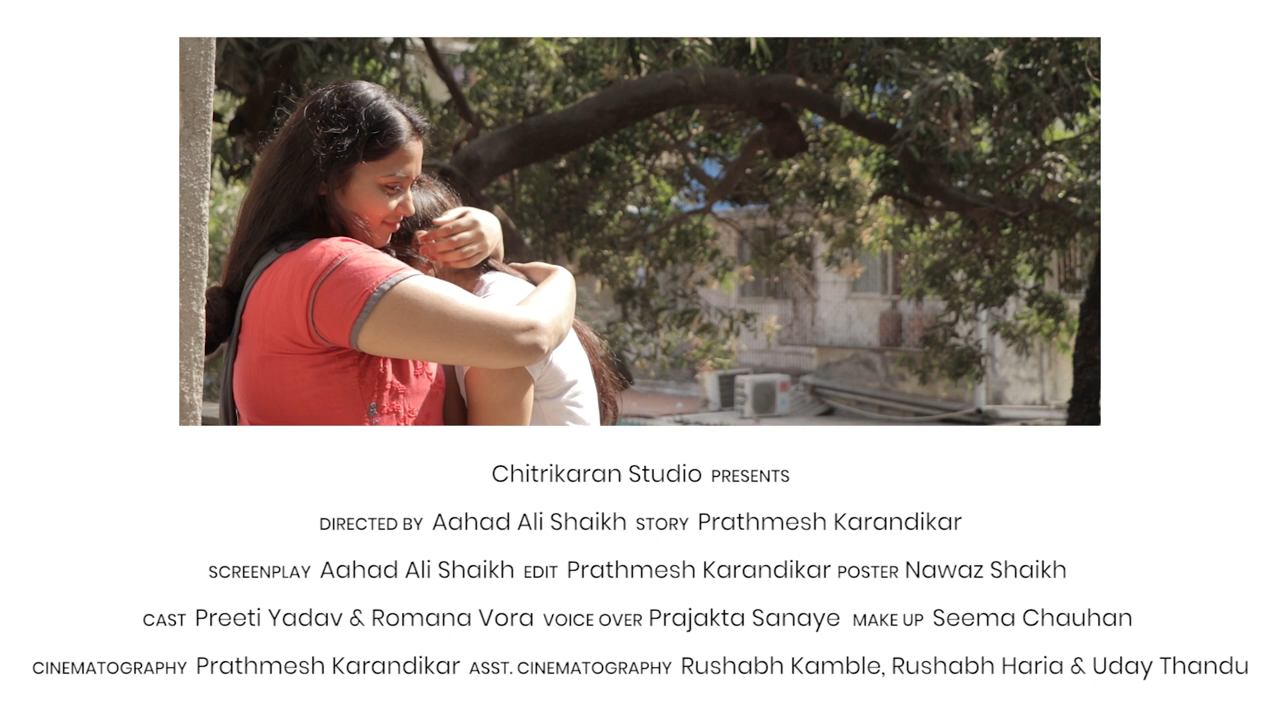 Chitrikaran Studio PRESENTS
DIRECTED BY Aahad Ali Shaikh STORY Prathmesh Karandikar
SCREENPLAY Aahad Ali Shaikh EDIT Prathmesh Karandikar POSTER Nawaz Shaikh
CAST Preeti Yadav & Romana Vora VOICE OVER Prajakta Sanaye MAKE UP Seema Chauhan
CINEMATOGRAPHY Prathmesh Karandikar ASST. CINEMATOGRAPHY Rushabh Kamble, Rushabh Haria & Uday Thandu